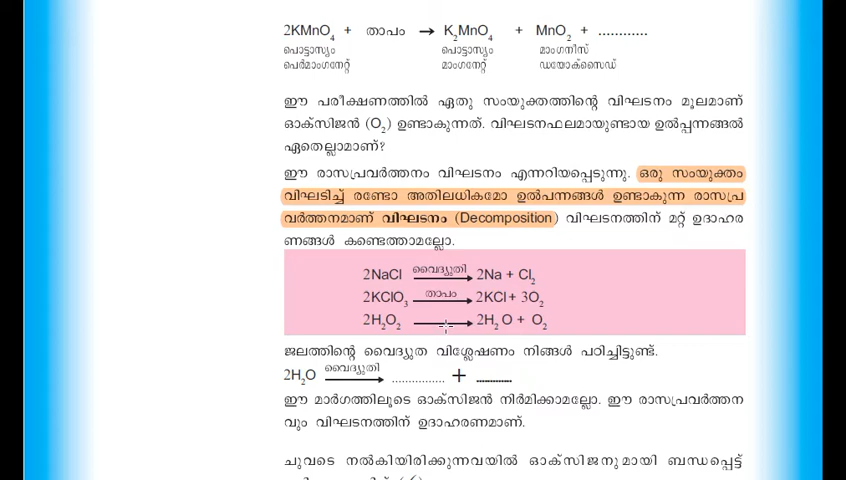 2KMnO₄ + താപം → K₂MnO₄ + MnO₂ + ............
പൊട്ടാസ്യം പൊട്ടാസ്യം മാംഗനീസ്
പെർമാംഗനേറ്റ് മാംഗനേറ്റ് ഡയോക്സൈഡ്
ഈ പരീക്ഷണത്തിൽ ഏതു സംയുക്തത്തിന്റെ വിഘടനം മൂലമാണ്
ഓക്സിജൻ (O₂) ഉണ്ടാകുന്നത്. വിഘടനഫലമായുണ്ടായ ഉൽപ്പന്നങ്ങൽ
ഏതെല്ലാമാണ്?
ഈ രാസപ്രവർത്തനം വിഘടനം എന്നറിയപ്പെടുന്നു. ഒരു സംയുക്തം
വിഘടിച്ച് രണ്ടോ അതിലധികമോ ഉൽപന്നങ്ങൾ ഉണ്ടാകുന്ന രാസപ്ര
വർത്തനമാണ് വിഘടനം (Decomposition) വിഘടനത്തിന് മറ്റ് ഉദാഹര
ണങ്ങൾ കണ്ടെത്താമല്ലോ.
2NaCl വൈദ്യുതി → 2Na + Cl₂
2KClO₃ താപം → 2KCl + 3O₂
2H₂O₂ → 2H₂O + O₂
ജലത്തിന്റെ വൈദ്യുത വിശ്ലേഷണം നിങ്ങൾ പഠിച്ചിട്ടുണ്ട്.
2H₂O വൈദ്യുതി → ................ + ............
ഈ മാർഗത്തിലൂടെ ഓക്സിജൻ നിർമിക്കാമല്ലോ. ഈ രാസപ്രവർത്തന
വും വിഘടനത്തിന് ഉദാഹരണമാണ്.
ചുവടെ നൽകിയിരിക്കുന്നവയിൽ ഓക്സിജനുമായി ബന്ധപ്പെട്ട്